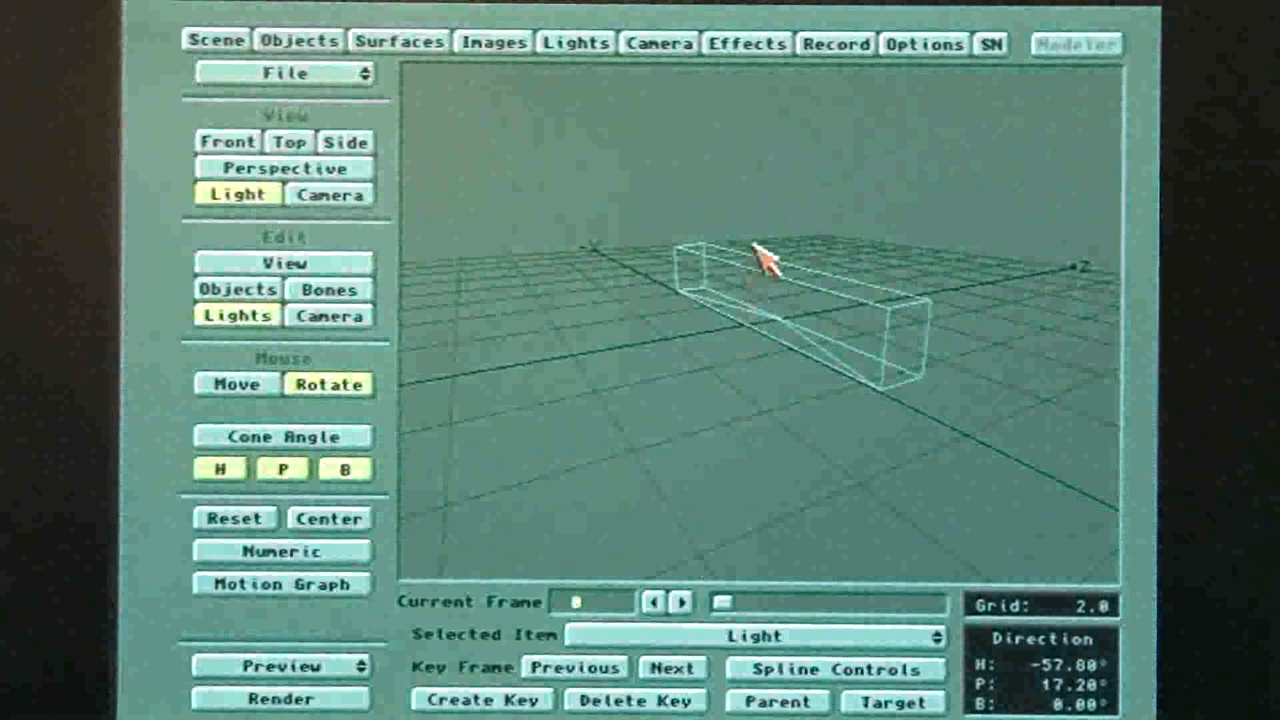 Scene Objects Surfaces Images Lights Camera Effects Record Options SN Modeler
File
View
Front Top Side
Perspective
Light Camera
Edit
View
Objects Bones
Lights Camera
Mouse
Move Rotate
Cone Angle
H P B
Reset Center
Numeric
Motion Graph
Preview
Render
X
Z
Current Frame 0
Selected Item Light
Key Frame Previous Next Spline Controls
Create Key Delete Key Parent Target
Grid: 2.0
Direction
H: -57.80°
P: 17.20°
B: 0.00°